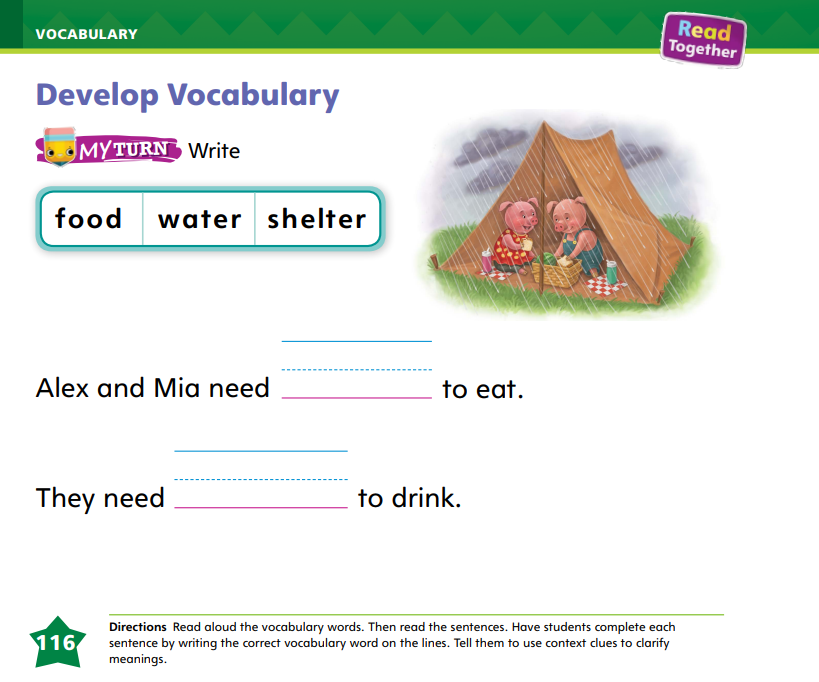 VOCABULARY
Read
Together
Develop Vocabulary
MY TURN Write
food water shelter
Alex and Mia need to eat.
They need to drink.
116
Directions Read aloud the vocabulary words. Then read the sentences. Have students complete each
sentence by writing the correct vocabulary word on the lines. Tell them to use context clues to clarify
meanings.